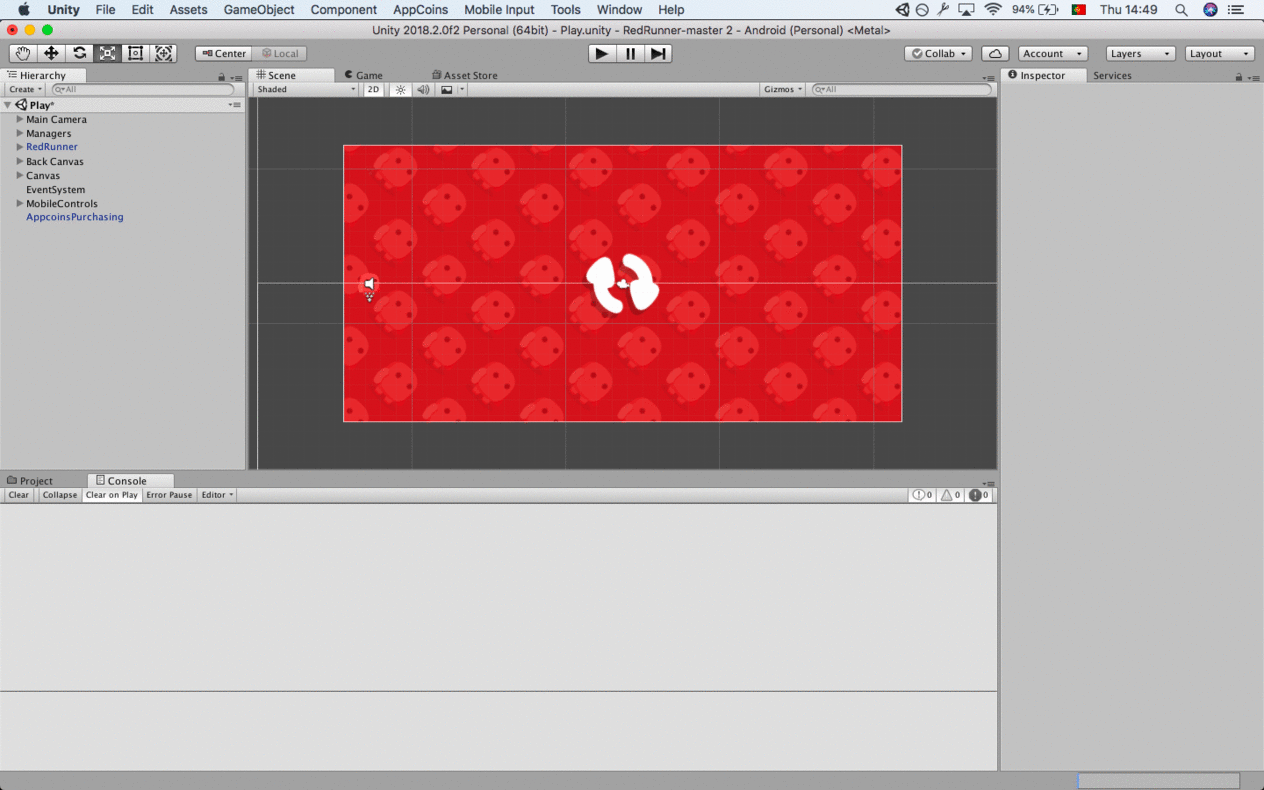 Unity File Edit Assets GameObject Component AppCoins Mobile Input Tools Window Help 94% Thu 14:49
Unity 2018.2.0f2 Personal (64bit) - Play.unity - RedRunner-master 2 - Android (Personal) <Metal>
Center Local Collab Account Layers Layout
Hierarchy Scene Game Asset Store Inspector Services
Create All Shaded 2D Gizmos All
Play*
Main Camera
Managers
RedRunner
Back Canvas
Canvas
EventSystem
MobileControls
AppcoinsPurchasing
Project Console
Clear Collapse Clear on Play Error Pause Editor 0 0 0